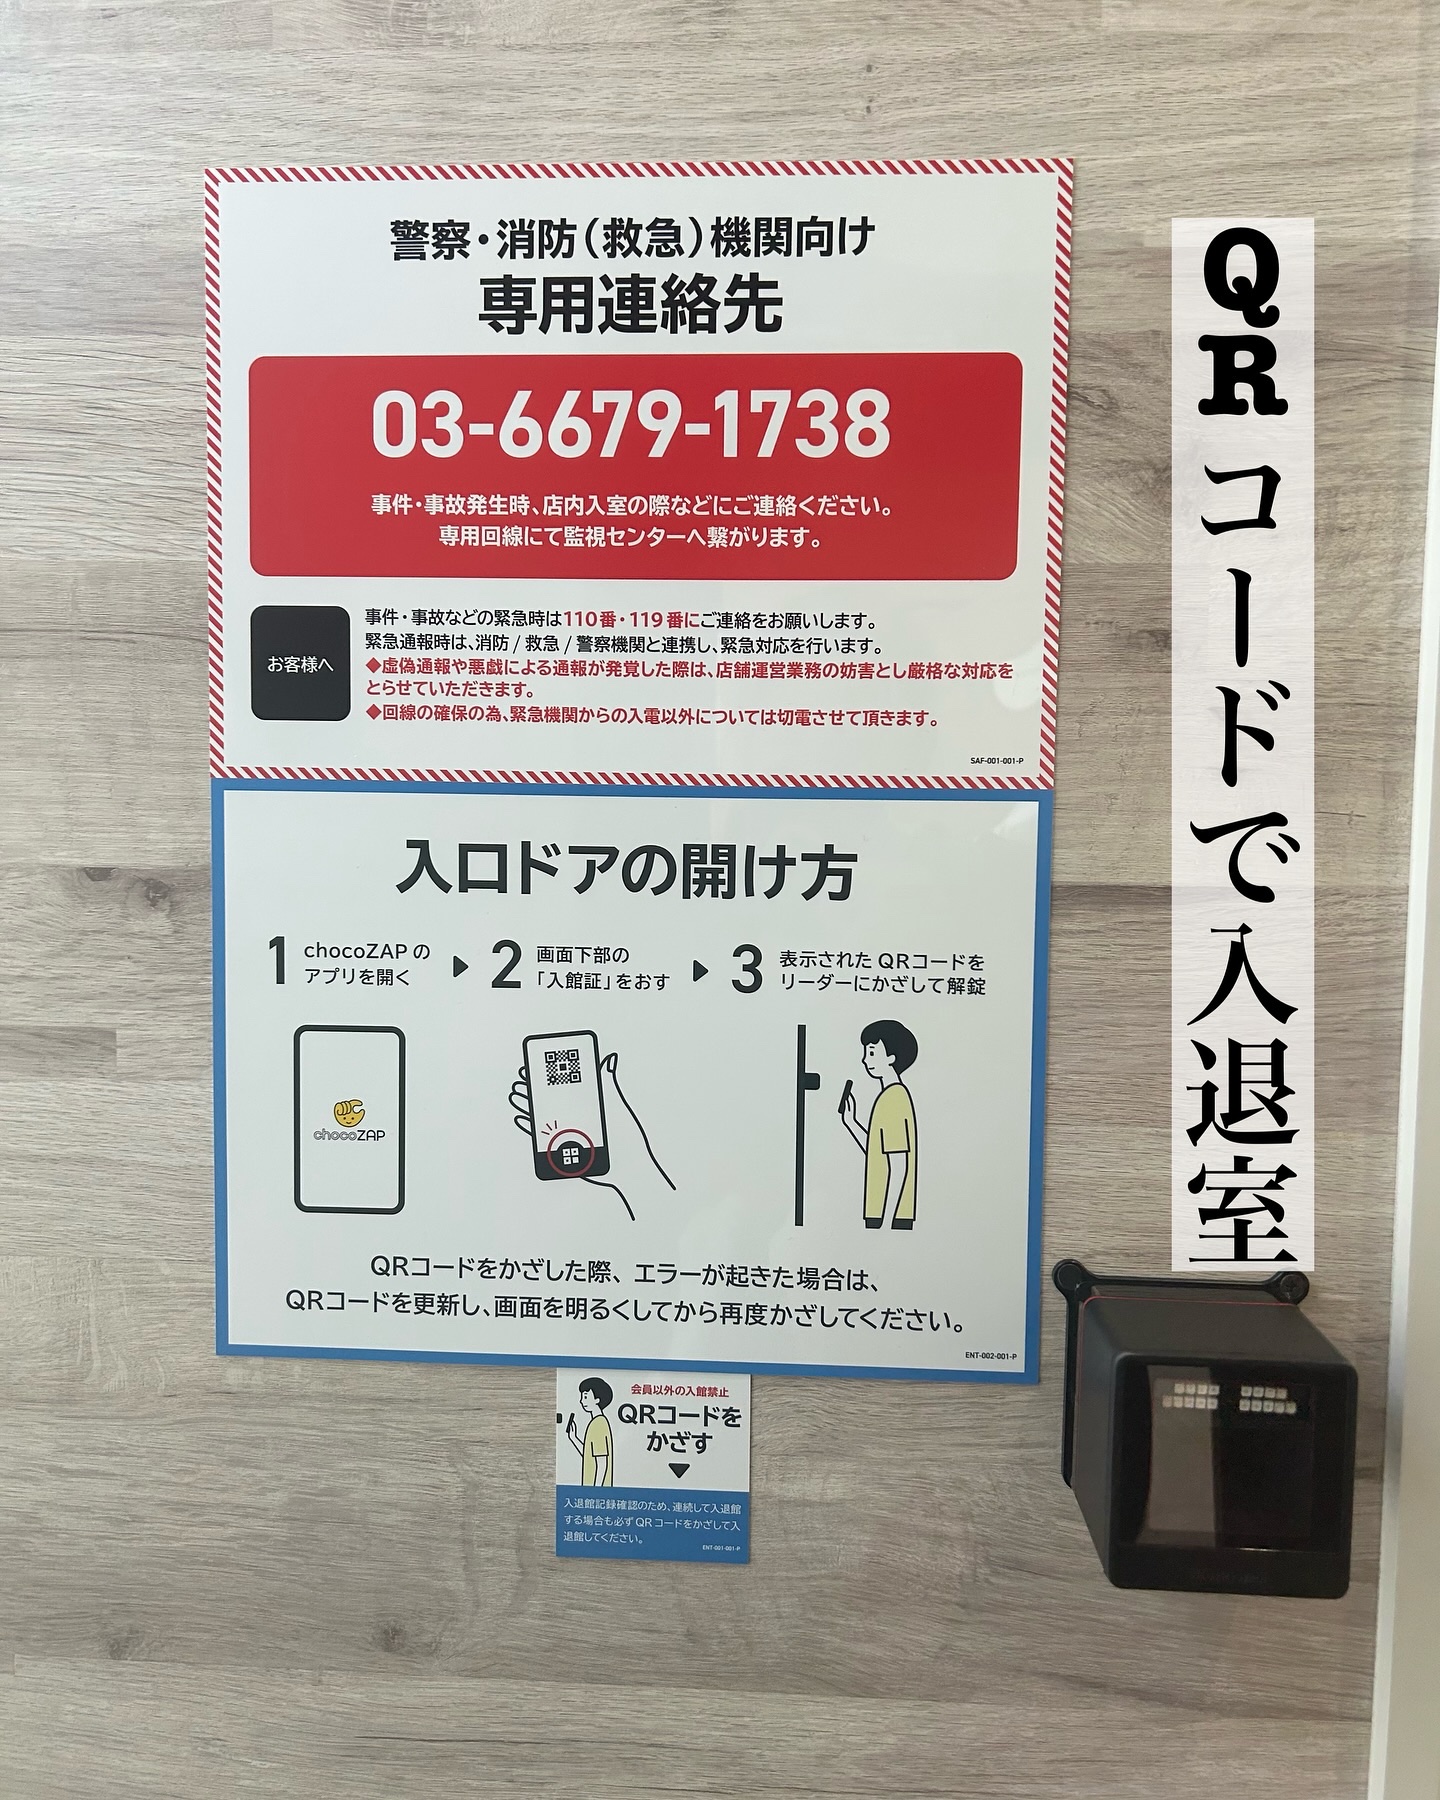 警察・消防（救急）機関向け
専用連絡先
03-6679-1738
事件・事故発生時、店内入室の際などにご連絡ください。
専用回線にて監視センターへ繋がります。
お客様へ
事件・事故などの緊急時は110番・119番にご連絡をお願いします。
緊急通報時は、消防 / 救急 / 警察機関と連携し、緊急対応を行います。
◆虚偽通報や悪戯による通報が発覚した際は、店舗運営業務の妨害とし厳格な対応を
とらせていただきます。
◆回線の確保の為、緊急機関からの入電以外については切電させて頂きます。
SAF-001-001-P
入口ドアの開け方
1 chocoZAP の
アプリを開く
2 画面下部の
「入館証」をおす
3 表示された QRコードを
リーダーにかざして解錠
chocoZAP
QRコードをかざした際、エラーが起きた場合は、
QRコードを更新し、画面を明るくしてから再度かざしてください。
ENT-002-001-P
会員以外の入館禁止
QRコードを
かざす
入退館記録確認のため、連続して入退館
する場合も必ず QR コードをかざして入
退館してください。
ENT-001-001-P
QRコードで入退室